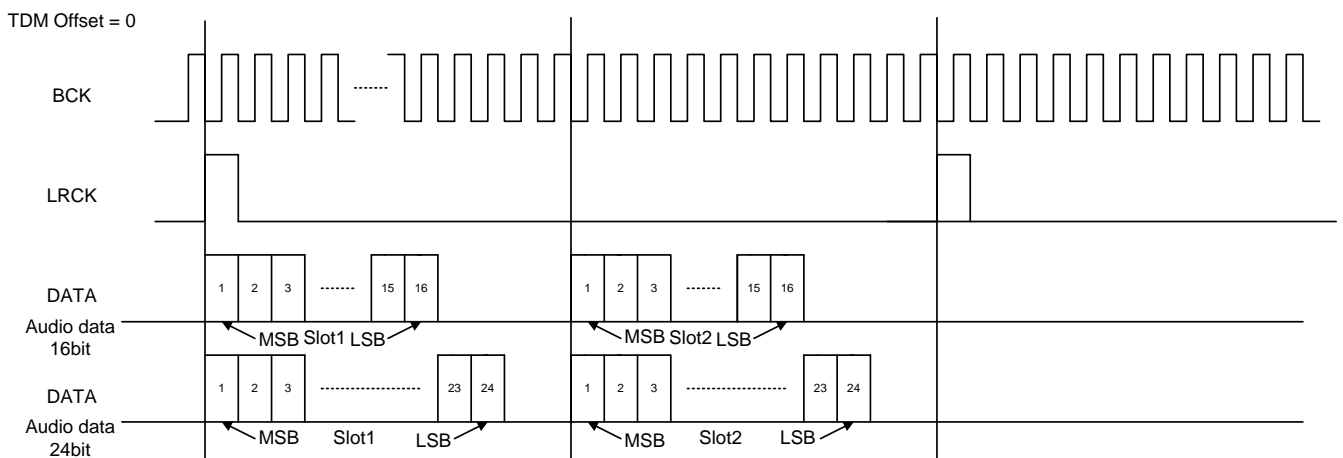 TDM Offset = 0
BCK
LRCK
DATA
Audio data
16bit
1 2 3 15 16
MSB Slot1 LSB
1 2 3 15 16
MSB Slot2 LSB
DATA
Audio data
24bit
1 2 3 23 24
MSB Slot1 LSB
1 2 3 23 24
MSB Slot2 LSB